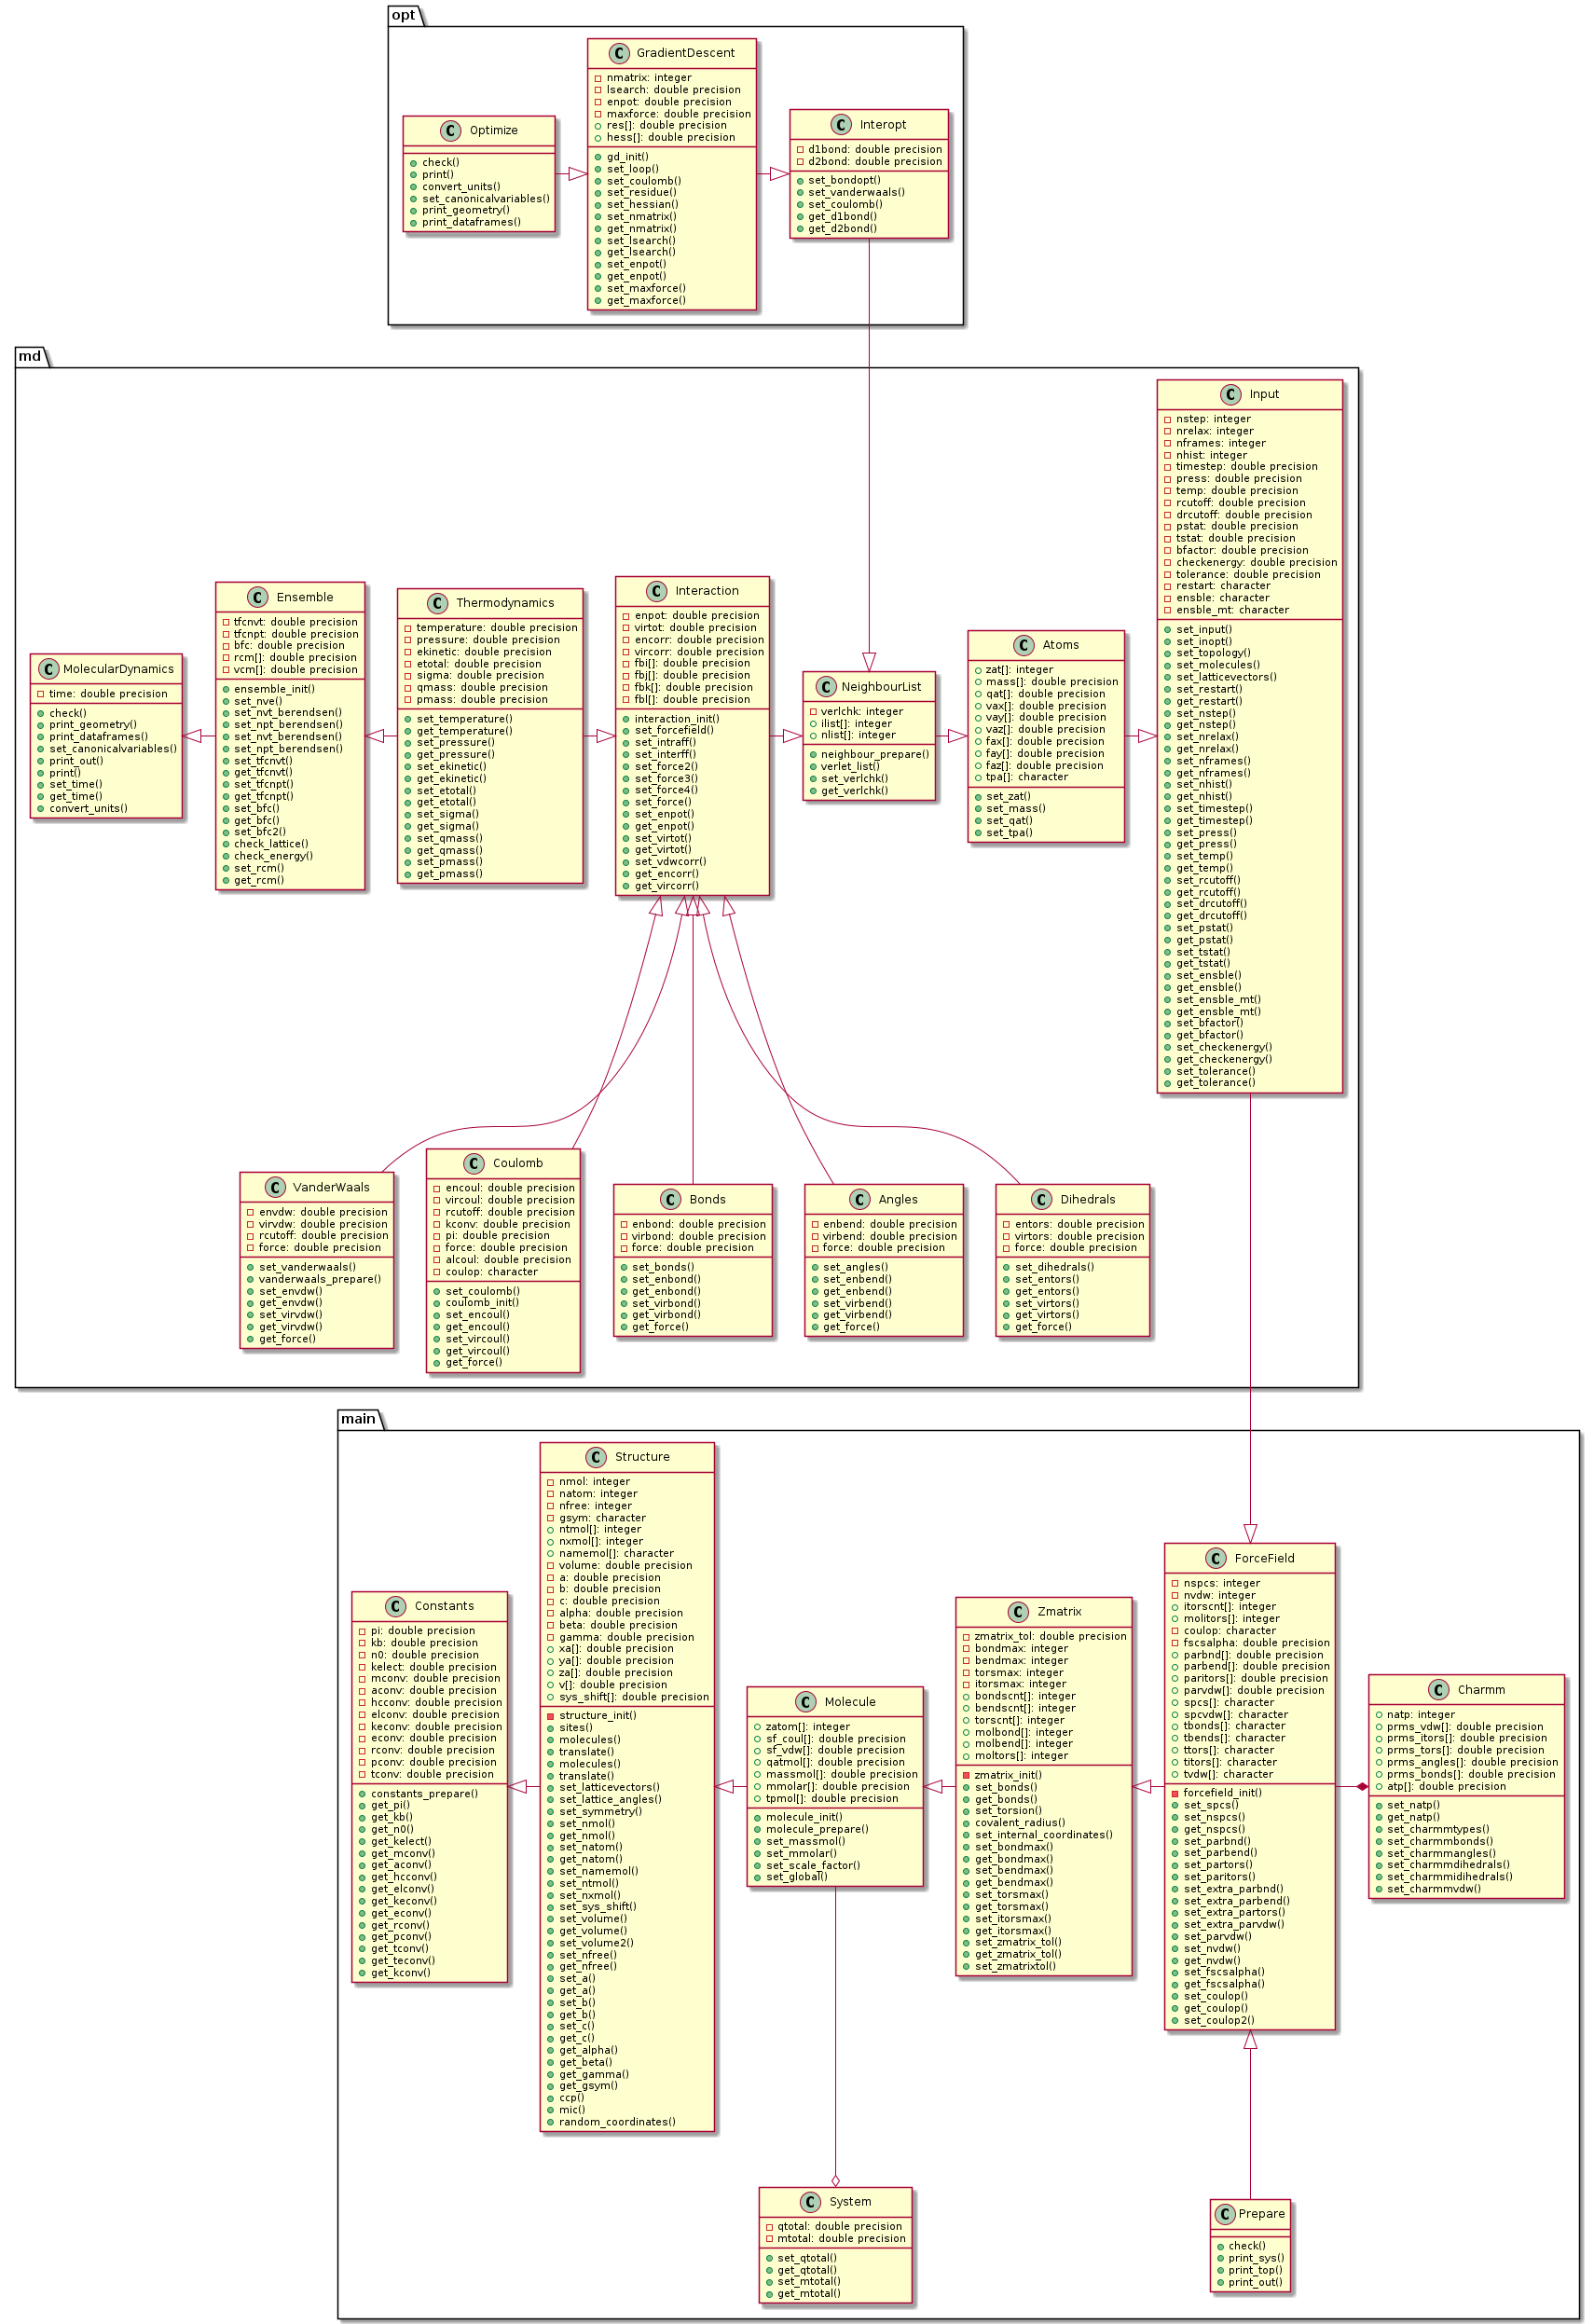 opt
Optimize
check()
print()
convert_units()
set_canonicalvariables()
print_geometry()
print_dataframes()
GradientDescent
nmatrix: integer
lsearch: double precision
enpot: double precision
maxforce: double precision
res[]: double precision
hess[]: double precision
gd_init()
set_loop()
set_coulomb()
set_residue()
set_hessian()
set_nmatrix()
get_nmatrix()
set_lsearch()
get_lsearch()
set_enpot()
get_enpot()
set_maxforce()
get_maxforce()
Interopt
d1bond: double precision
d2bond: double precision
set_bondopt()
set_vanderwaals()
set_coulomb()
get_d1bond()
get_d2bond()
md
MolecularDynamics
time: double precision
check()
print_geometry()
print_dataframes()
set_canonicalvariables()
print_out()
print()
set_time()
get_time()
convert_units()
Ensemble
tfcnvt: double precision
tfcnpt: double precision
bfc: double precision
rcm[]: double precision
vcm[]: double precision
ensemble_init()
set_nve()
set_nvt_berendsen()
set_npt_berendsen()
set_nvt_berendsen()
set_npt_berendsen()
set_tfcnvt()
get_tfcnvt()
set_tfcnpt()
get_tfcnpt()
set_bfc()
get_bfc()
set_bfc2()
check_lattice()
check_energy()
set_rcm()
get_rcm()
Thermodynamics
temperature: double precision
pressure: double precision
ekinetic: double precision
etotal: double precision
sigma: double precision
qmass: double precision
pmass: double precision
set_temperature()
get_temperature()
set_pressure()
get_pressure()
set_ekinetic()
get_ekinetic()
set_etotal()
get_etotal()
set_sigma()
get_sigma()
set_qmass()
get_qmass()
set_pmass()
get_pmass()
Interaction
enpot: double precision
virtot: double precision
encorr: double precision
vircorr: double precision
fbi[]: double precision
fbj[]: double precision
fbk[]: double precision
fbl[]: double precision
interaction_init()
set_forcefield()
set_intraff()
set_interff()
set_force2()
set_force3()
set_force4()
set_force()
set_enpot()
get_enpot()
set_virtot()
get_virtot()
set_vdwcorr()
get_encorr()
get_vircorr()
NeighbourList
verlchk: integer
ilist[]: integer
nlist[]: integer
neighbour_prepare()
verlet_list()
set_verlchk()
get_verlchk()
Atoms
zat[]: integer
mass[]: double precision
qat[]: double precision
vax[]: double precision
vay[]: double precision
vaz[]: double precision
fax[]: double precision
fay[]: double precision
faz[]: double precision
tpa[]: character
set_zat()
set_mass()
set_qat()
set_tpa()
Input
nstep: integer
nrelax: integer
nframes: integer
nhist: integer
timestep: double precision
press: double precision
temp: double precision
rcutoff: double precision
drcutoff: double precision
pstat: double precision
tstat: double precision
bfactor: double precision
checkenergy: double precision
tolerance: double precision
restart: character
ensble: character
ensble_mt: character
set_input()
set_inopt()
set_topology()
set_molecules()
set_latticevectors()
set_restart()
get_restart()
set_nstep()
get_nstep()
set_nrelax()
get_nrelax()
set_nframes()
get_nframes()
set_nhist()
get_nhist()
set_timestep()
get_timestep()
set_press()
get_press()
set_temp()
get_temp()
set_rcutoff()
get_rcutoff()
set_drcutoff()
get_drcutoff()
set_pstat()
get_pstat()
set_tstat()
get_tstat()
set_ensble()
get_ensble()
set_ensble_mt()
get_ensble_mt()
set_bfactor()
get_bfactor()
set_checkenergy()
get_checkenergy()
set_tolerance()
get_tolerance()
VanderWaals
envdw: double precision
virvdw: double precision
rcutoff: double precision
force: double precision
set_vanderwaals()
vanderwaals_prepare()
set_envdw()
get_envdw()
set_virvdw()
get_virvdw()
get_force()
Coulomb
encoul: double precision
vircoul: double precision
rcutoff: double precision
kconv: double precision
pi: double precision
force: double precision
alcoul: double precision
coulop: character
set_coulomb()
coulomb_init()
set_encoul()
get_encoul()
set_vircoul()
get_vircoul()
get_force()
Bonds
enbond: double precision
virbond: double precision
force: double precision
set_bonds()
set_enbond()
get_enbond()
set_virbond()
get_virbond()
get_force()
Angles
enbend: double precision
virbend: double precision
force: double precision
set_angles()
set_enbend()
get_enbend()
set_virbend()
get_virbend()
get_force()
Dihedrals
entors: double precision
virtors: double precision
force: double precision
set_dihedrals()
set_entors()
get_entors()
set_virtors()
get_virtors()
get_force()
main
Constants
pi: double precision
kb: double precision
n0: double precision
kelect: double precision
mconv: double precision
aconv: double precision
hcconv: double precision
elconv: double precision
keconv: double precision
econv: double precision
rconv: double precision
pconv: double precision
tconv: double precision
constants_prepare()
get_pi()
get_kb()
get_n0()
get_kelect()
get_mconv()
get_aconv()
get_hcconv()
get_elconv()
get_keconv()
get_econv()
get_rconv()
get_pconv()
get_tconv()
get_teconv()
get_kconv()
Structure
nmol: integer
natom: integer
nfree: integer
gsym: character
ntmol[]: integer
nxmol[]: integer
namemol[]: character
volume: double precision
a: double precision
b: double precision
c: double precision
alpha: double precision
beta: double precision
gamma: double precision
xa[]: double precision
ya[]: double precision
za[]: double precision
v[]: double precision
sys_shift[]: double precision
structure_init()
sites()
molecules()
translate()
molecules()
translate()
set_latticevectors()
set_lattice_angles()
set_symmetry()
set_nmol()
get_nmol()
set_natom()
get_natom()
set_namemol()
set_ntmol()
set_nxmol()
set_sys_shift()
set_volume()
get_volume()
set_volume2()
set_nfree()
get_nfree()
set_a()
get_a()
set_b()
get_b()
set_c()
get_c()
get_alpha()
get_beta()
get_gamma()
get_gsym()
ccp()
mic()
random_coordinates()
Molecule
zatom[]: integer
sf_coul[]: double precision
sf_vdw[]: double precision
qatmol[]: double precision
massmol[]: double precision
mmolar[]: double precision
tpmol[]: double precision
molecule_init()
molecule_prepare()
set_massmol()
set_mmolar()
set_scale_factor()
set_global()
Zmatrix
zmatrix_tol: double precision
bondmax: integer
bendmax: integer
torsmax: integer
itorsmax: integer
bondscnt[]: integer
bendscnt[]: integer
torscnt[]: integer
molbond[]: integer
molbend[]: integer
moltors[]: integer
zmatrix_init()
set_bonds()
get_bonds()
set_torsion()
covalent_radius()
set_internal_coordinates()
set_bondmax()
get_bondmax()
set_bendmax()
get_bendmax()
set_torsmax()
get_torsmax()
set_itorsmax()
get_itorsmax()
set_zmatrix_tol()
get_zmatrix_tol()
set_zmatrixtol()
ForceField
nspcs: integer
nvdw: integer
itorscnt[]: integer
molitors[]: integer
coulop: character
fscsalpha: double precision
parbnd[]: double precision
parbend[]: double precision
paritors[]: double precision
parvdw[]: double precision
spcs[]: character
spcvdw[]: character
tbonds[]: character
tbends[]: character
ttors[]: character
titors[]: character
tvdw[]: character
forcefield_init()
set_spcs()
set_nspcs()
get_nspcs()
set_parbnd()
set_parbend()
set_partors()
set_paritors()
set_extra_parbnd()
set_extra_parbend()
set_extra_partors()
set_extra_parvdw()
set_parvdw()
set_nvdw()
get_nvdw()
set_fscsalpha()
get_fscsalpha()
set_coulop()
get_coulop()
set_coulop2()
Charmm
natp: integer
prms_vdw[]: double precision
prms_itors[]: double precision
prms_tors[]: double precision
prms_angles[]: double precision
prms_bonds[]: double precision
atp[]: double precision
set_natp()
get_natp()
set_charmmtypes()
set_charmmbonds()
set_charmmangles()
set_charmmdihedrals()
set_charmmidihedrals()
set_charmmvdw()
System
qtotal: double precision
mtotal: double precision
set_qtotal()
get_qtotal()
set_mtotal()
get_mtotal()
Prepare
check()
print_sys()
print_top()
print_out()